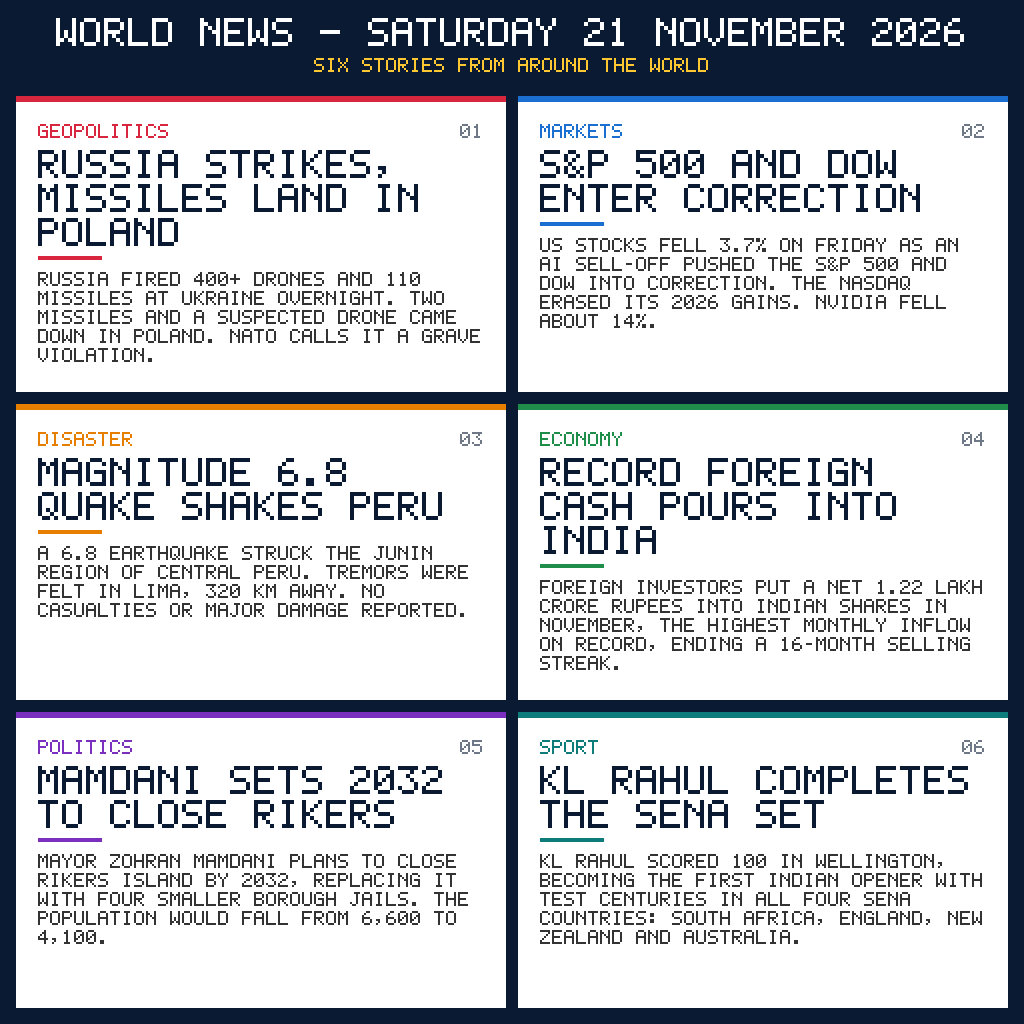 WORLD NEWS – SATURDAY 21 NOVEMBER 2026
SIX STORIES FROM AROUND THE WORLD
GEOPOLITICS 01
RUSSIA STRIKES,
MISSILES LAND IN
POLAND
RUSSIA FIRED 400+ DRONES AND 110
MISSILES AT UKRAINE OVERNIGHT. TWO
MISSILES AND A SUSPECTED DRONE CAME
DOWN IN POLAND. NATO CALLS IT A GRAVE
VIOLATION.
MARKETS 02
S&P 500 AND DOW
ENTER CORRECTION
US STOCKS FELL 3.7% ON FRIDAY AS AN
AI SELL-OFF PUSHED THE S&P 500 AND
DOW INTO CORRECTION. THE NASDAQ
ERASED ITS 2026 GAINS. NVIDIA FELL
ABOUT 14%.
DISASTER 03
MAGNITUDE 6.8
QUAKE SHAKES PERU
A 6.8 EARTHQUAKE STRUCK THE JUNIN
REGION OF CENTRAL PERU. TREMORS WERE
FELT IN LIMA, 320 KM AWAY. NO
CASUALTIES OR MAJOR DAMAGE REPORTED.
ECONOMY 04
RECORD FOREIGN
CASH POURS INTO
INDIA
FOREIGN INVESTORS PUT A NET 1.22 LAKH
CRORE RUPEES INTO INDIAN SHARES IN
NOVEMBER, THE HIGHEST MONTHLY INFLOW
ON RECORD, ENDING A 16-MONTH SELLING
STREAK.
POLITICS 05
MAMDANI SETS 2032
TO CLOSE RIKERS
MAYOR ZOHRAN MAMDANI PLANS TO CLOSE
RIKERS ISLAND BY 2032, REPLACING IT
WITH FOUR SMALLER BOROUGH JAILS. THE
POPULATION WOULD FALL FROM 6,600 TO
4,100.
SPORT 06
KL RAHUL COMPLETES
THE SENA SET
KL RAHUL SCORED 100 IN WELLINGTON,
BECOMING THE FIRST INDIAN OPENER WITH
TEST CENTURIES IN ALL FOUR SENA
COUNTRIES: SOUTH AFRICA, ENGLAND, NEW
ZEALAND AND AUSTRALIA.